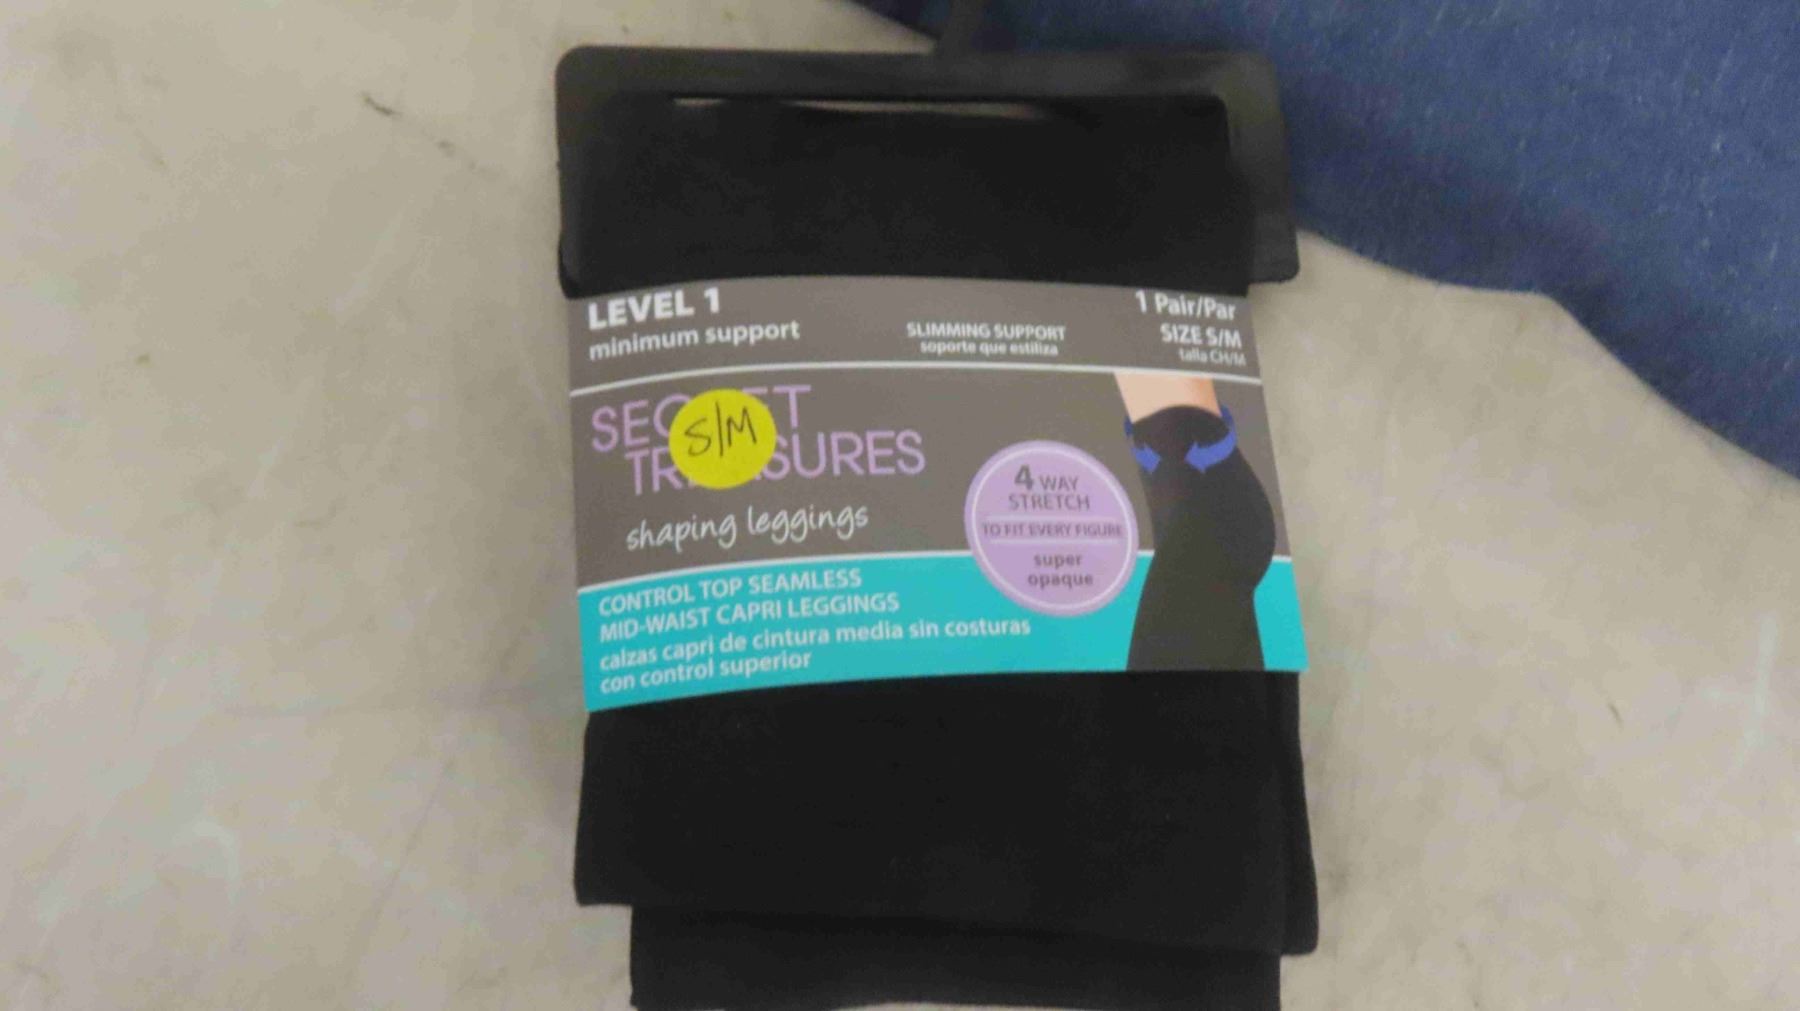 LEVEL 1
minimum support
SLIMMING SUPPORT
soporte que estiliza
1 Pair/Par
SIZE S/M
talla CH/M
S/M
shaping leggings
4 WAY
STRETCH
TO FIT EVERY FIGURE
super
opaque
CONTROL TOP SEAMLESS
MID-WAIST CAPRI LEGGINGS
calzas capri de cintura media sin costuras
con control superior